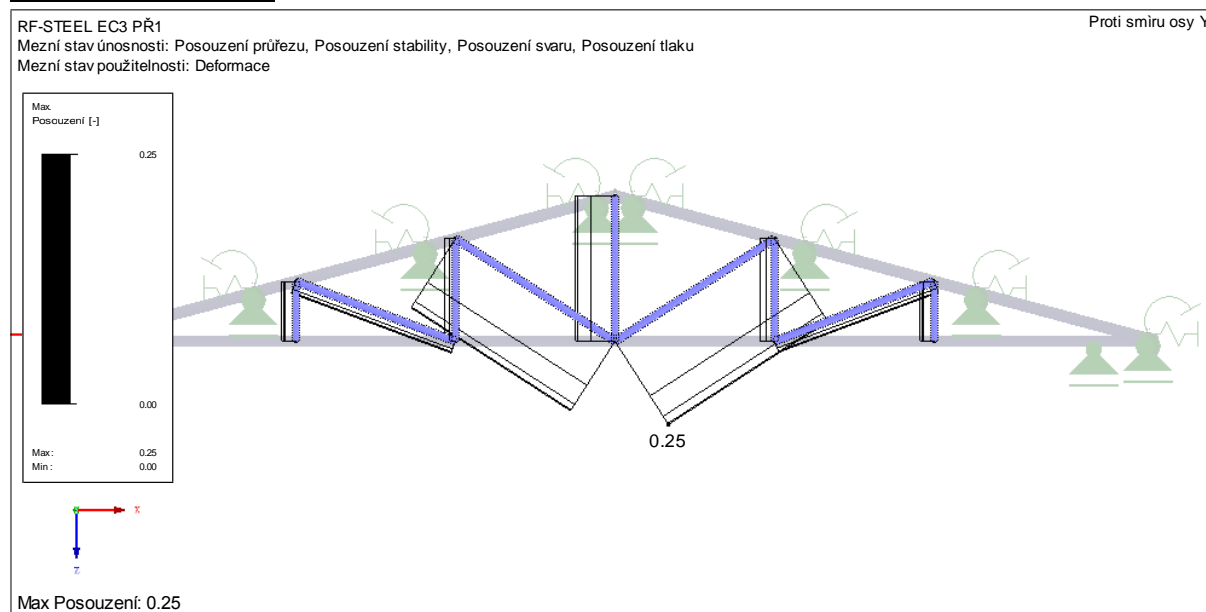 RF-STEEL EC3 PŘ1
Proti smìru osy Y
Mezní stav únosnosti: Posouzení průřezu, Posouzení stability, Posouzení svaru, Posouzení tlaku
Mezní stav použitelnosti: Deformace
Max.
Posouzení [-]
0.25
0.00
Max: 0.25
Min: 0.00
0.25
X
Z
Max Posouzení: 0.25